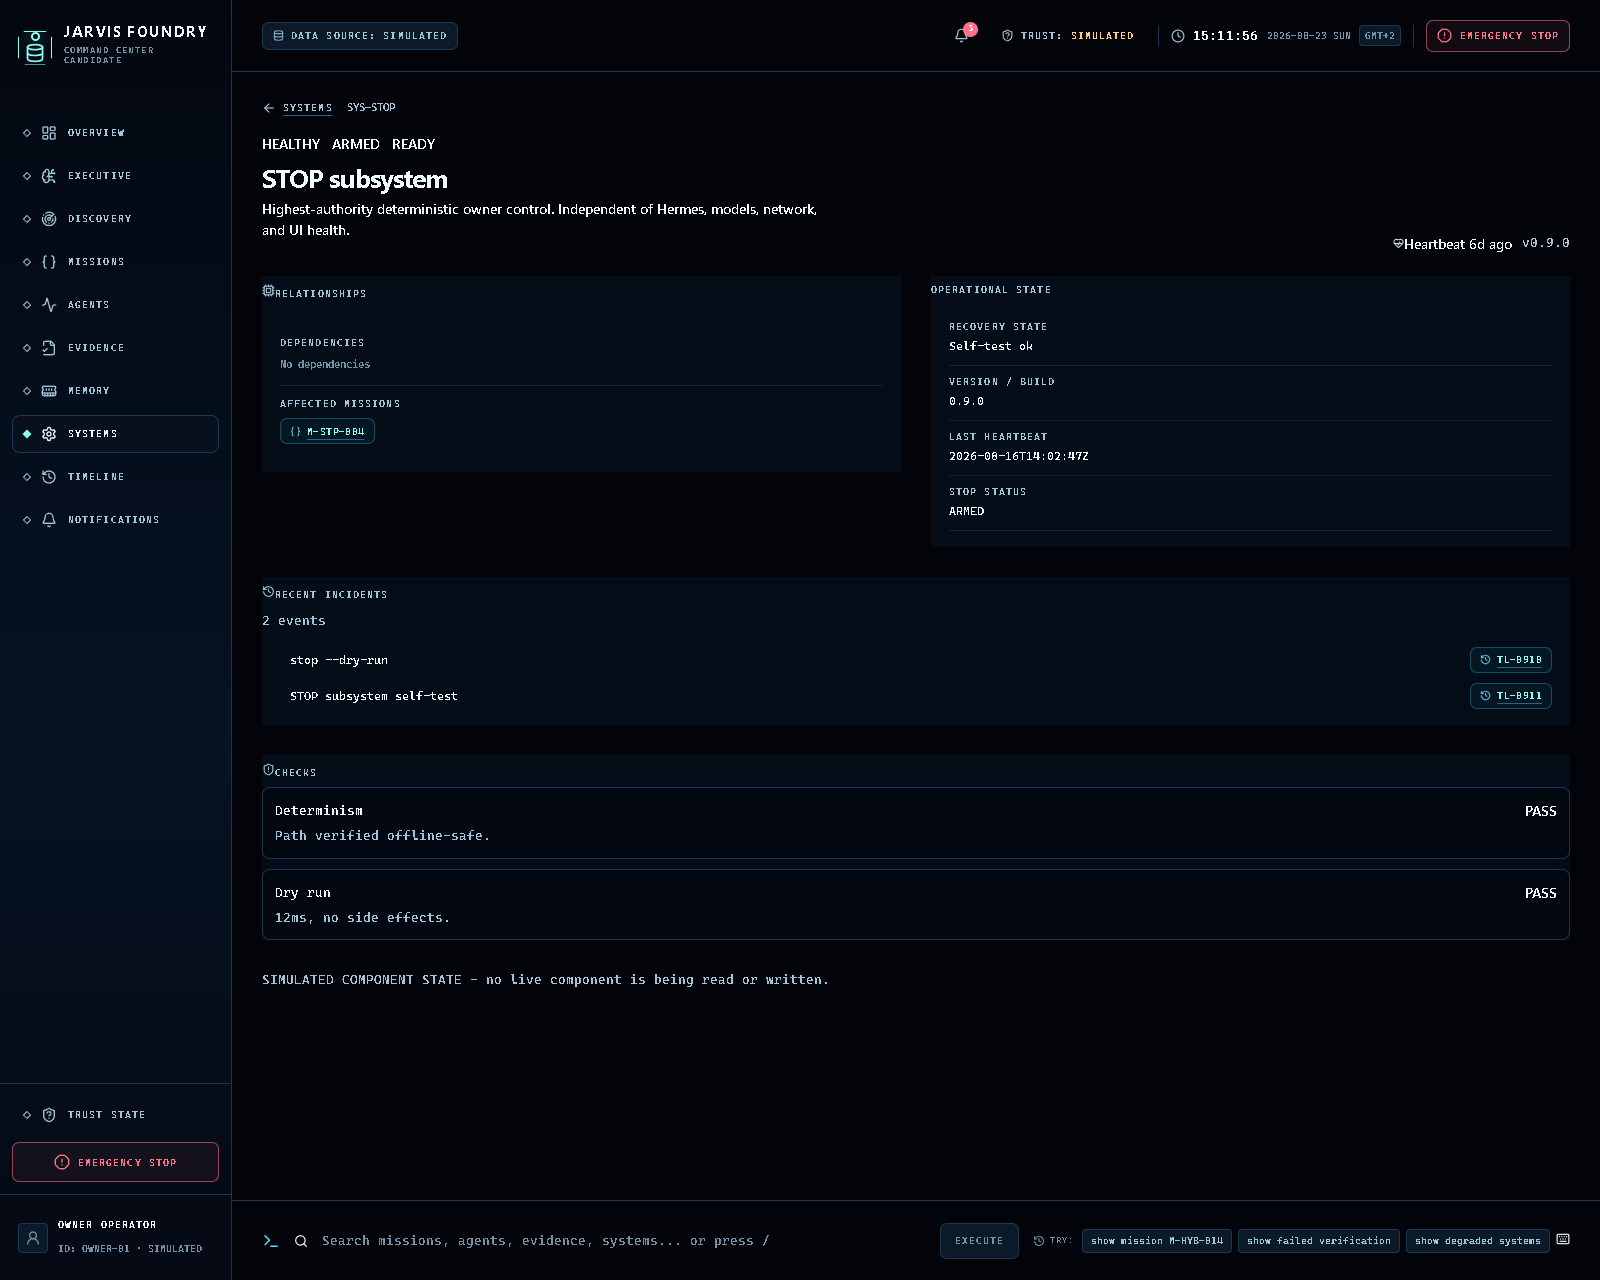 JARVIS FOUNDRY
COMMAND CENTER
CANDIDATE
OVERVIEW
EXECUTIVE
DISCOVERY
MISSIONS
AGENTS
EVIDENCE
MEMORY
SYSTEMS
TIMELINE
NOTIFICATIONS
TRUST STATE
EMERGENCY STOP
OWNER OPERATOR
ID: OWNER-01 • SIMULATED
DATA SOURCE: SIMULATED
3
TRUST: SIMULATED
15:11:56 2026-08-23 SUN GMT+2
EMERGENCY STOP
SYSTEMS SYS-STOP
HEALTHY ARMED READY
STOP subsystem
Highest-authority deterministic owner control. Independent of Hermes, models, network,
and UI health.
Heartbeat 6d ago v0.9.0
RELATIONSHIPS
DEPENDENCIES
No dependencies
AFFECTED MISSIONS
{} M-STP-004
OPERATIONAL STATE
RECOVERY STATE
Self-test ok
VERSION / BUILD
0.9.0
LAST HEARTBEAT
2026-08-16T14:02:47Z
STOP STATUS
ARMED
RECENT INCIDENTS
2 events
stop --dry-run TL-0910
STOP subsystem self-test TL-0911
CHECKS
Determinism PASS
Path verified offline-safe.
Dry run PASS
12ms, no side effects.
SIMULATED COMPONENT STATE - no live component is being read or written.
Search missions, agents, evidence, systems... or press /
EXECUTE
TRY: show mission M-HYB-014 show failed verification show degraded systems